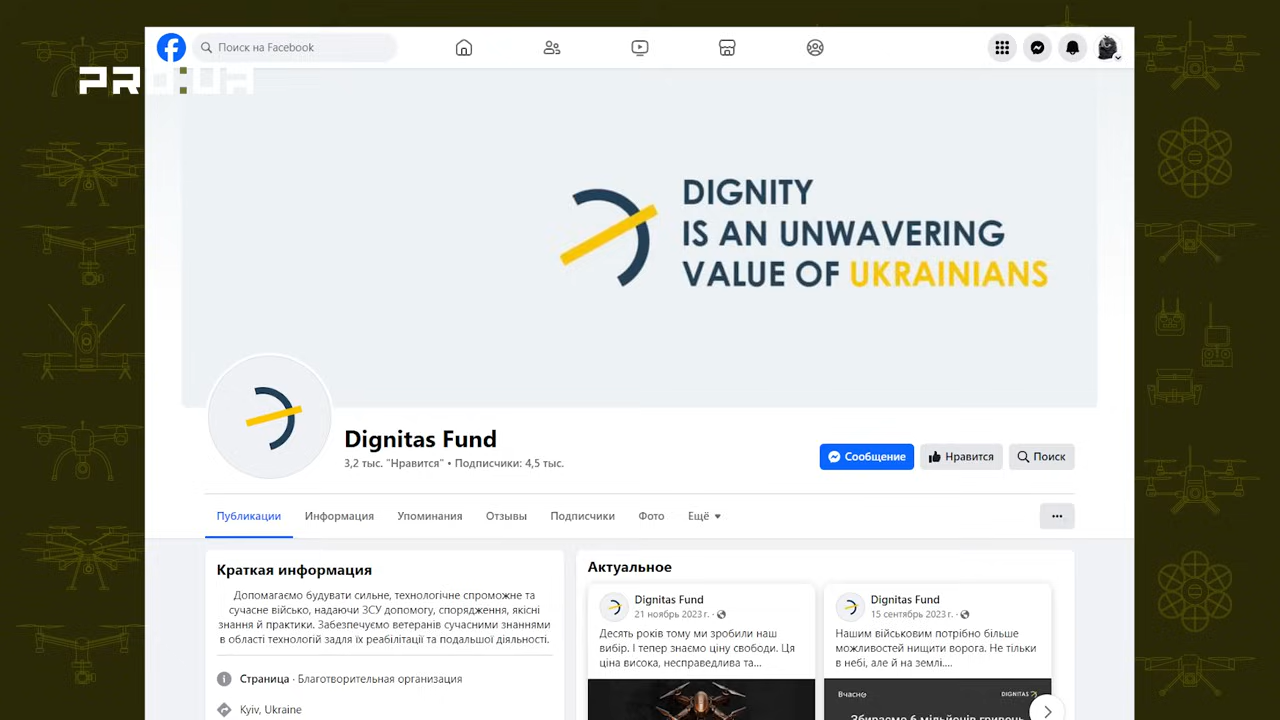 Поиск на Facebook
PRO:UA
DIGNITY
IS AN UNWAVERING
VALUE OF UKRAINIANS
Dignitas Fund
3,2 тыс. "Нравится" • Подписчики: 4,5 тыс.
Сообщение
Нравится
Поиск
Публикации
Информация
Упоминания
Отзывы
Подписчики
Фото
Ещё
Краткая информация
Допомагаємо будувати сильне, технологічне спроможне та
сучасне військо, надаючи ЗСУ допомогу, спорядження, якісні
знання й практики. Забезпечуємо ветеранів сучасними знаннями
в області технологій задля їх реабілітації та подальшої діяльності.
Страница · Благотворительная организация
Kyiv, Ukraine
Актуальное
Dignitas Fund
21 ноябрь 2023 г. ·
Десять років тому ми зробили наш
вибір. І тепер знаємо ціну свободи. Ця
ціна висока, несправедлива та...
Dignitas Fund
15 сентябрь 2023 г. ·
Нашим військовим потрібно більше
можливостей нищити ворога. Не тільки
в небі, але й на землі....
Вчасно
DIGNITAS
Збираємо 6 мільйонів гривень